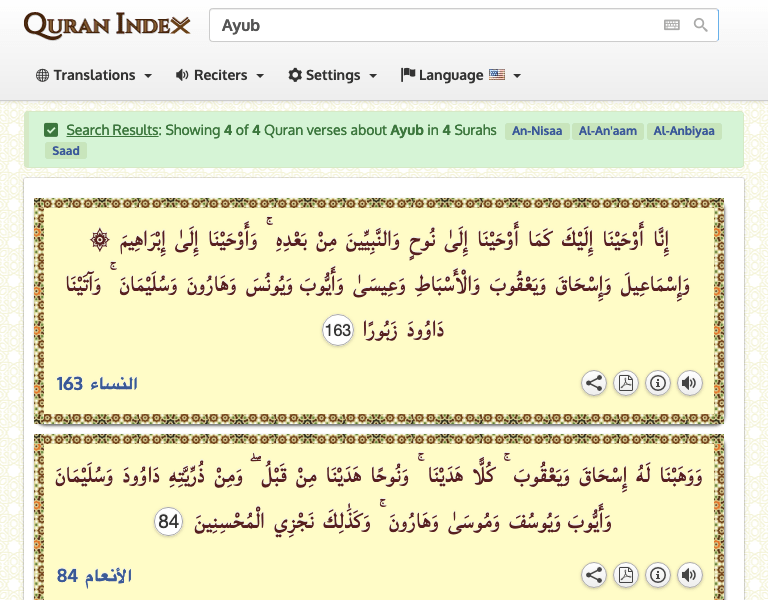 QURAN INDEX
Ayub
Translations Reciters Settings Language
Search Results: Showing 4 of 4 Quran verses about Ayub in 4 Surahs An-Nisaa Al-An'aam Al-Anbiyaa
Saad
۞ إِنَّا أَوْحَيْنَا إِلَيْكَ كَمَا أَوْحَيْنَا إِلَىٰ نُوحٍ وَالنَّبِيِّينَ مِنْ بَعْدِهِ ۚ وَأَوْحَيْنَا إِلَىٰ إِبْرَاهِيمَ
وَإِسْمَاعِيلَ وَإِسْحَاقَ وَيَعْقُوبَ وَالْأَسْبَاطِ وَعِيسَىٰ وَأَيُّوبَ وَيُونُسَ وَهَارُونَ وَسُلَيْمَانَ ۚ وَآتَيْنَا
دَاوُودَ زَبُورًا 163
النساء 163
وَوَهَبْنَا لَهُ إِسْحَاقَ وَيَعْقُوبَ ۚ كُلًّا هَدَيْنَا ۚ وَنُوحًا هَدَيْنَا مِنْ قَبْلُ ۖ وَمِنْ ذُرِّيَّتِهِ دَاوُودَ وَسُلَيْمَانَ
وَأَيُّوبَ وَيُوسُفَ وَمُوسَىٰ وَهَارُونَ ۚ وَكَذَٰلِكَ نَجْزِي الْمُحْسِنِينَ 84
الأنعام 84